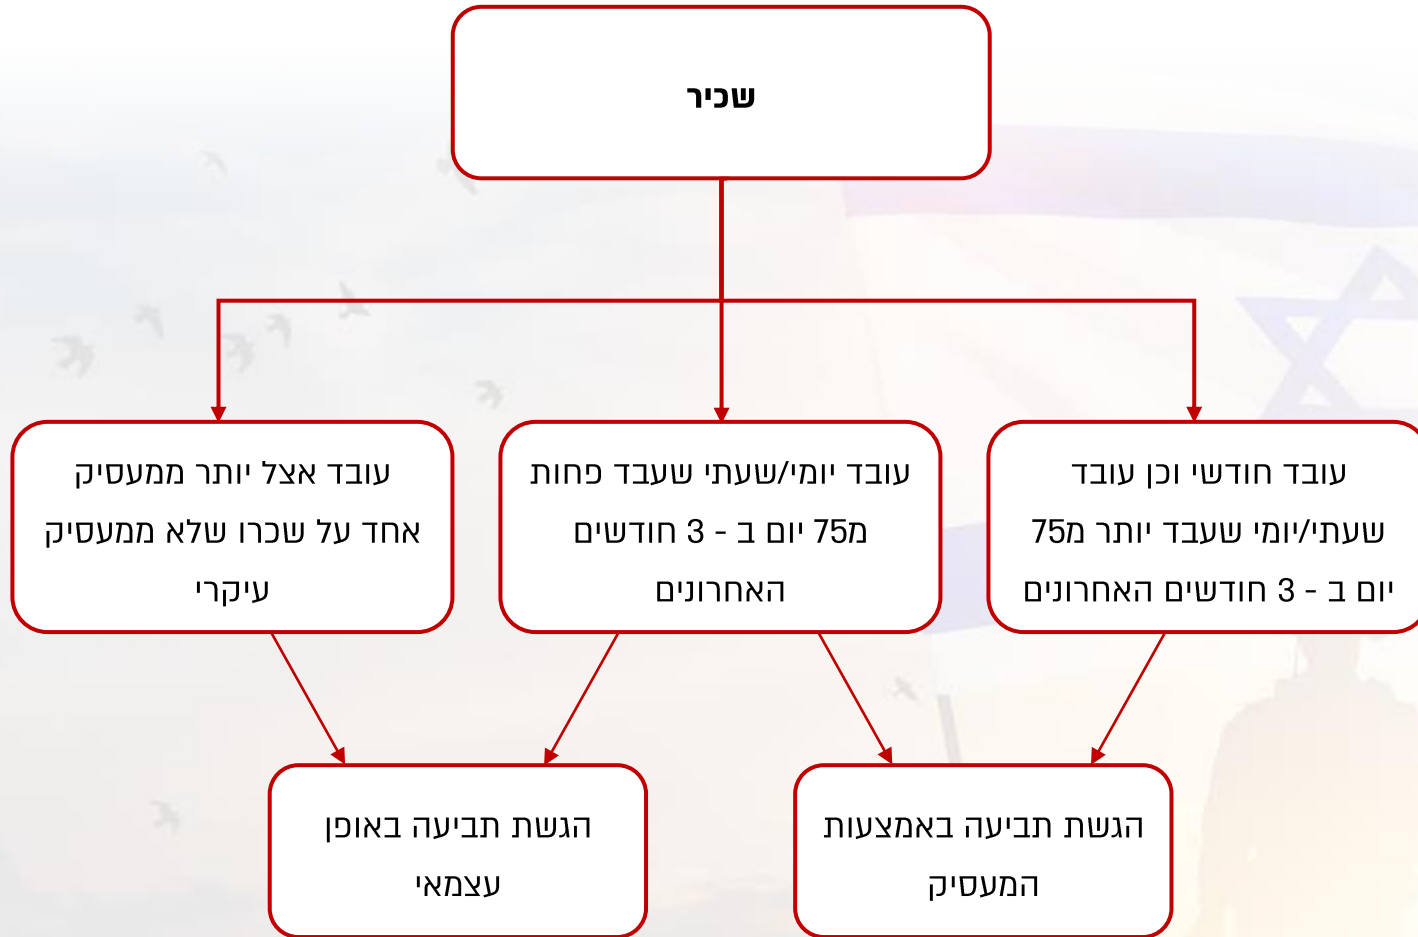 שכיר
עובד חודשי וכן עובד
שעתי/יומי שעבד יותר מ75
יום ב - 3 חודשים האחרונים
עובד יומי/שעתי שעבד פחות
מ75 יום ב - 3 חודשים
האחרונים
עובד אצל יותר ממעסיק
אחד על שכרו שלא ממעסיק
עיקרי
הגשת תביעה באמצעות
המעסיק
הגשת תביעה באופן
עצמאי